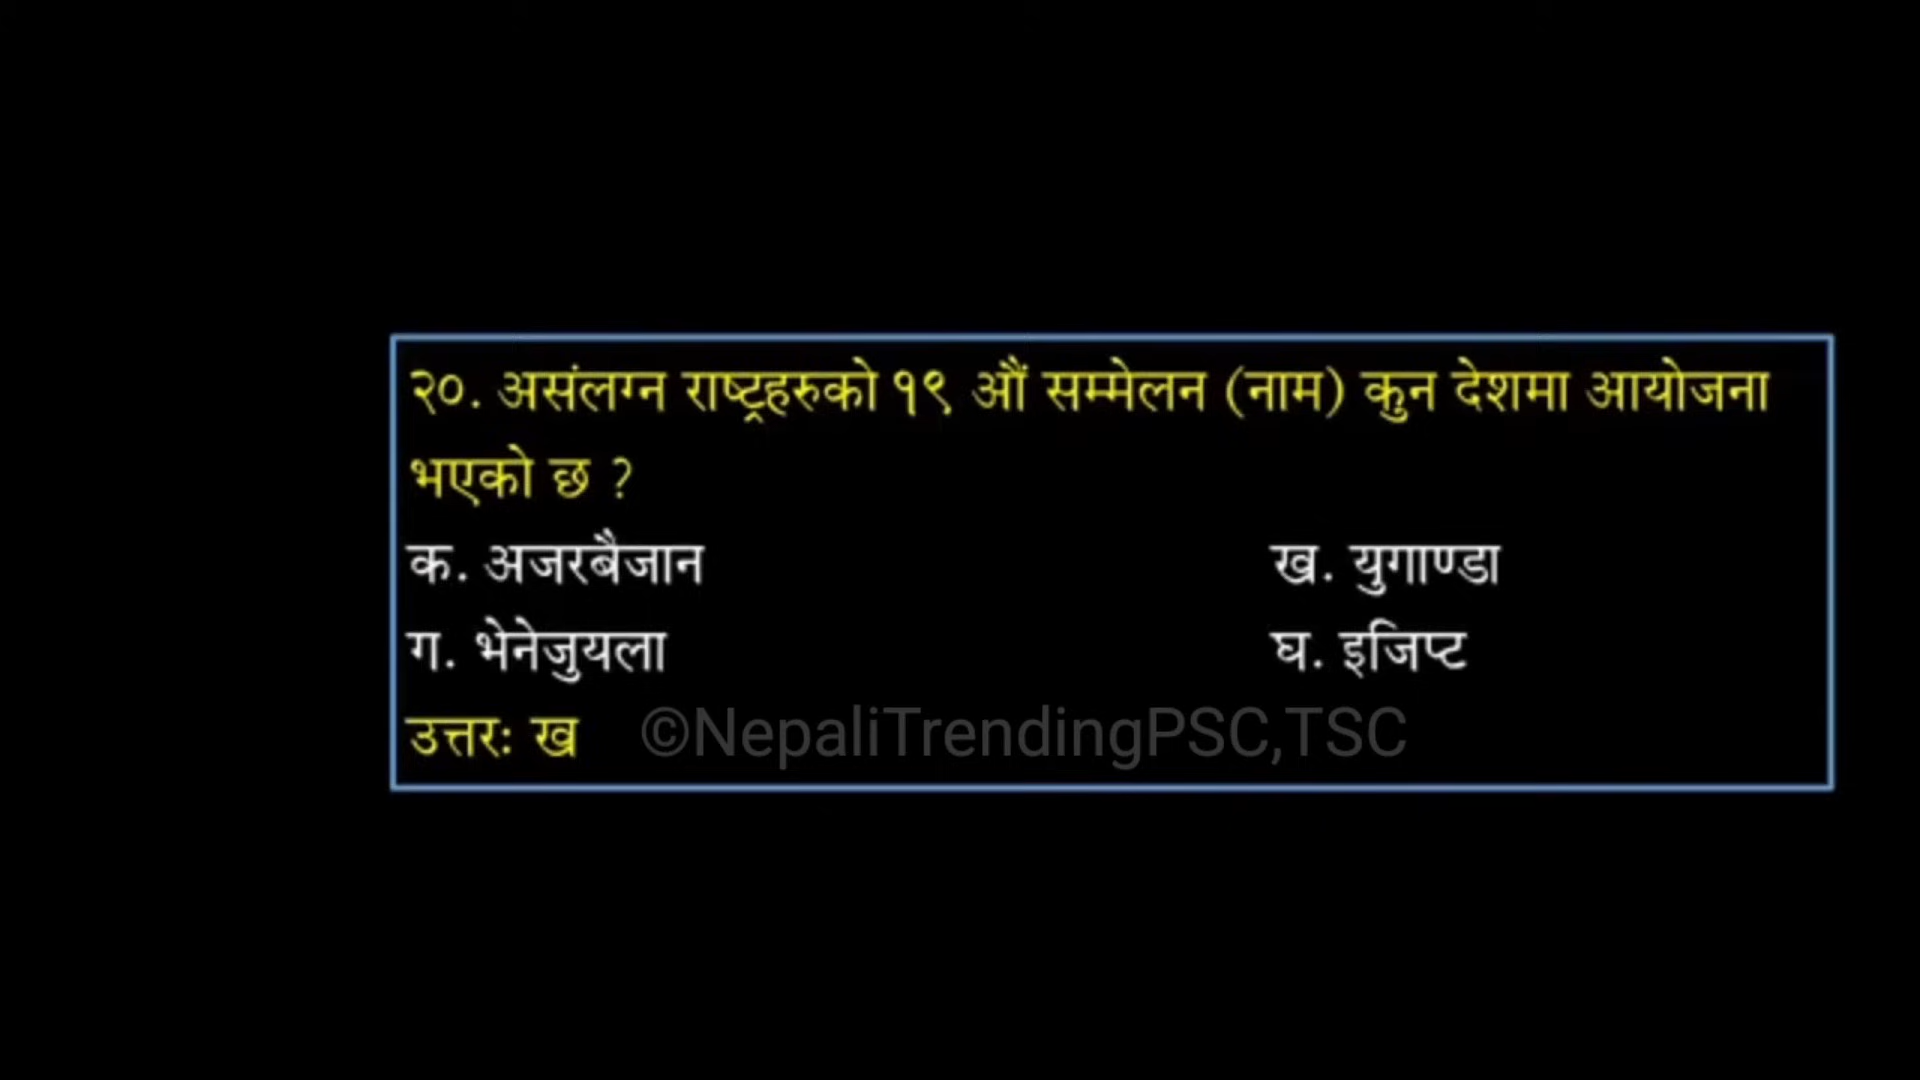 २०. असंलग्न राष्ट्रहरुको १९ औं सम्मेलन (नाम) कुन देशमा आयोजना
भएको छ ?
क. अजरबैजान ख. युगाण्डा
ग. भेनेजुयला घ. इजिप्ट
उत्तरः ख ©NepaliTrendingPSC,TSC